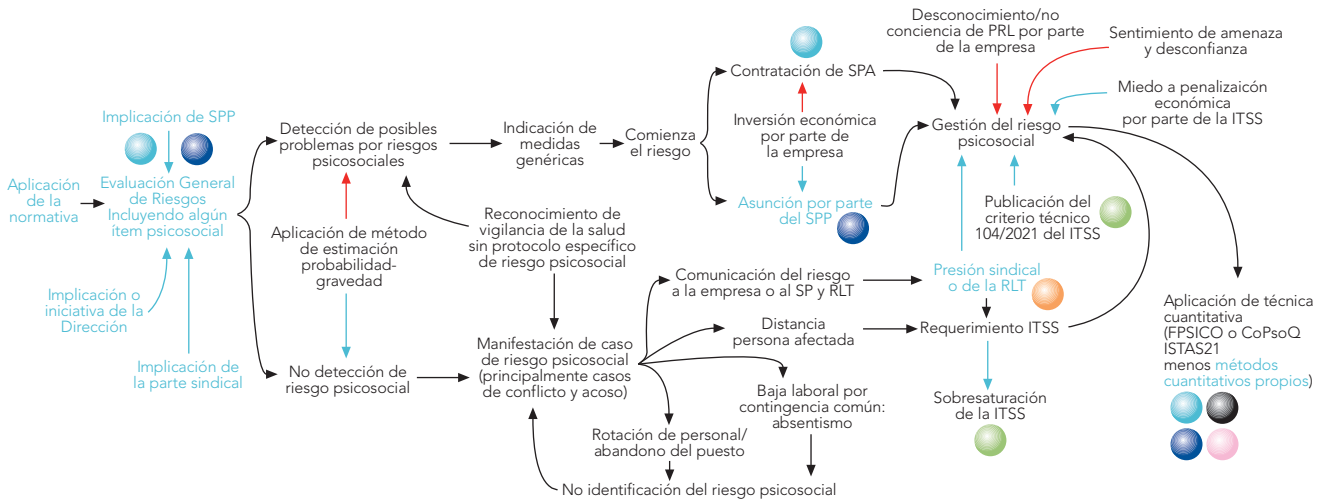 Aplicación
de la
normativa
Implicación de SPP
Evaluación General
de Riesgos
Incluyendo algún
ítem psicosocial
Implicación o
iniciativa de la
Dirección
Implicación de
la parte sindical
Detección de posibles
problemas por riesgos
psicosociales
Aplicación de método
de estimación
probabilidad-
gravedad
No detección de
riesgo psicosocial
Indicación de
medidas
genéricas
Reconocimiento de
vigilancia de la salud
sin protocolo específico
de riesgo psicosocial
Manifestación de caso
de riesgo psicosocial
(principalmente casos
de conflicto y acoso)
Comienza
el riesgo
Contratación de SPA
Inversión económica
por parte de
la empresa
Asunción por parte
del SPP
Comunicación del riesgo
a la empresa o al SP y RLT
Distancia
persona afectada
Baja laboral por
contingencia común:
absentismo
Rotación de personal/
abandono del puesto
No identificación del riesgo psicosocial
Desconocimiento/no
conciencia de PRL por parte
de la empresa
Sentimiento de amenaza
y desconfianza
Miedo a penalizaicón
económica
por parte de la ITSS
Gestión del riesgo
psicosocial
Publicación del
criterio técnico
104/2021 del ITSS
Presión sindical
o de la RLT
Requerimiento ITSS
Sobresaturación
de la ITSS
Aplicación de técnica
cuantitativa
(FPSICO o CoPsoQ
ISTAS21
menos métodos
cuantitativos propios)